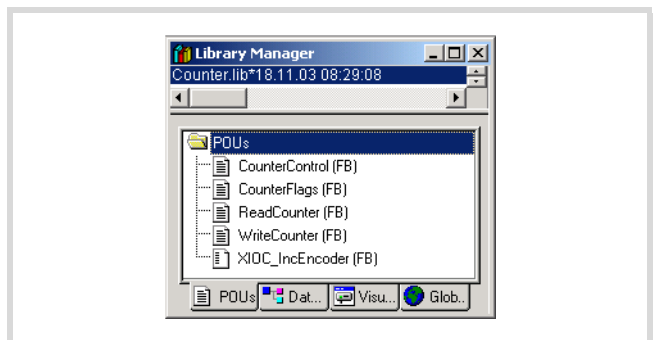 Library Manager
Counter.lib*18.11.03 08:29:08
POUs
CounterControl (FB)
CounterFlags (FB)
ReadCounter (FB)
WriteCounter (FB)
XIOC_IncEncoder (FB)
POUs Dat... Visu... Glob..